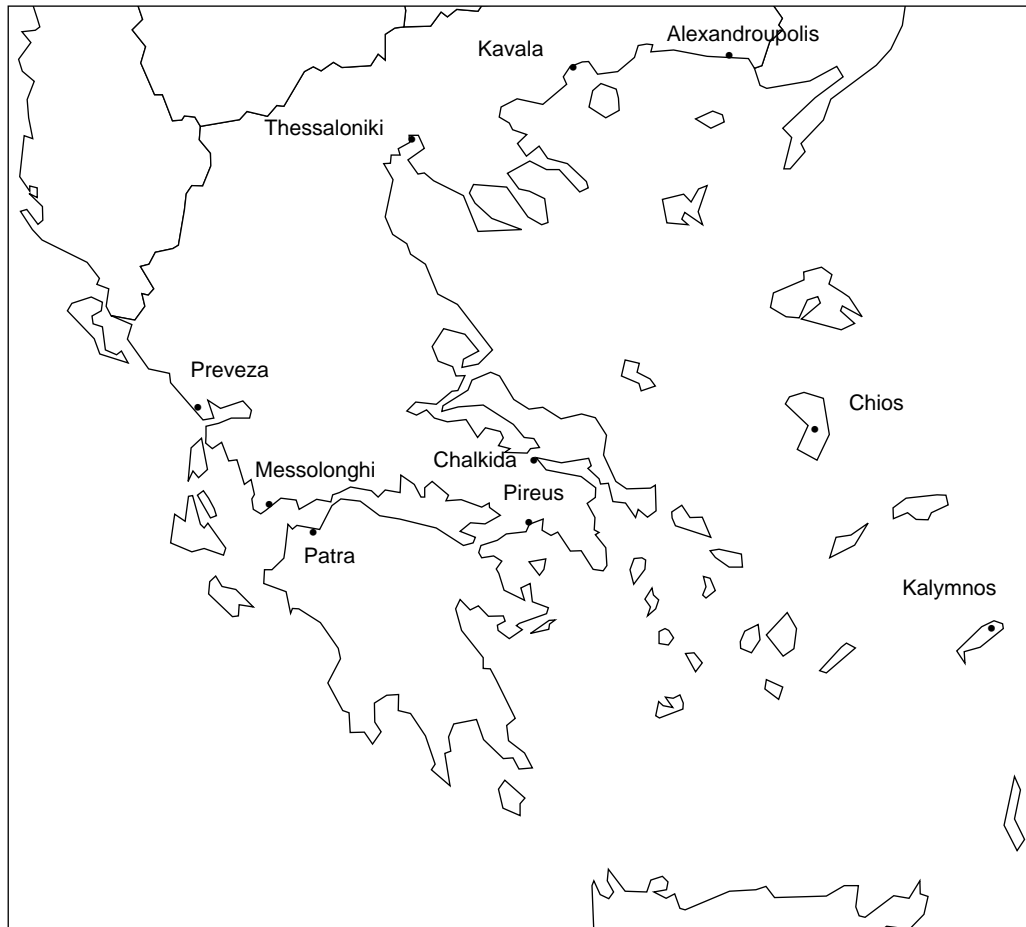 Alexandroupolis
Kavala
Thessaloniki
Preveza
Chios
Chalkida
Messolonghi
Pireus
Patra
Kalymnos